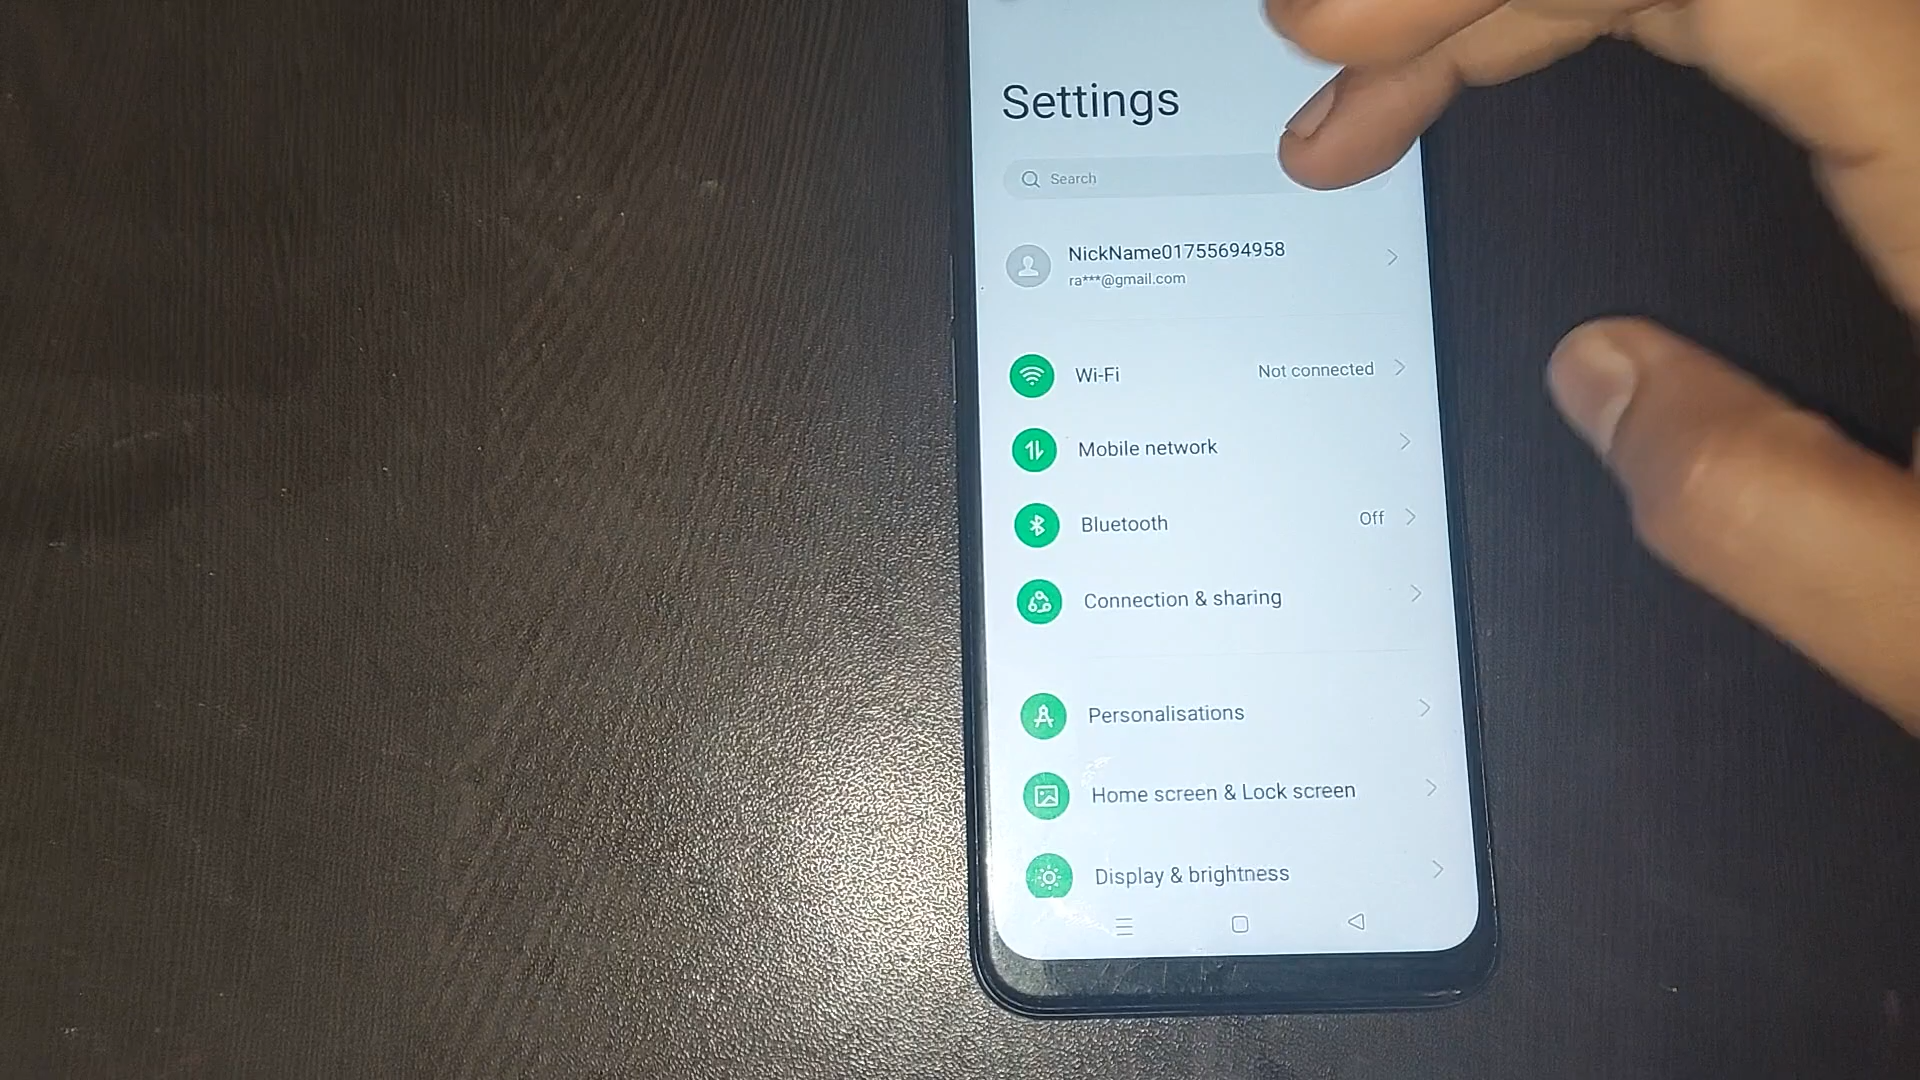 Settings
Search
NickName01755694958
ra***@gmail.com
Wi-Fi Not connected
Mobile network
Bluetooth Off
Connection & sharing
Personalisations
Home screen & Lock screen
Display & brightness